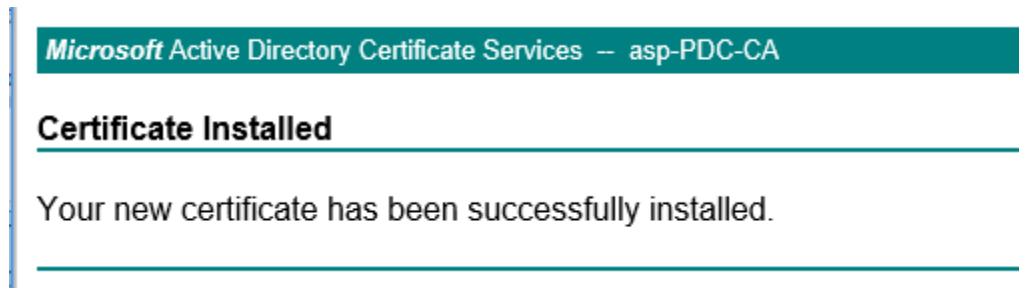 Microsoft Active Directory Certificate Services -- asp-PDC-CA
Certificate Installed
Your new certificate has been successfully installed.